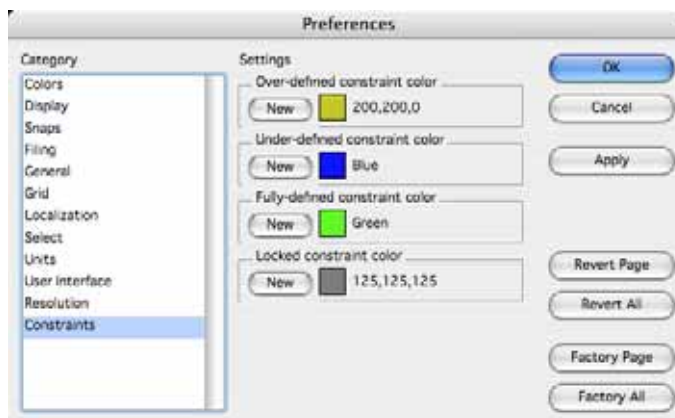 Preferences
Category
Colors
Display
Snaps
Filing
General
Grid
Localization
Select
Units
User Interface
Resolution
Constraints
Settings
Over-defined constraint color
New 200,200,0
Under-defined constraint color
New Blue
Fully-defined constraint color
New Green
Locked constraint color
New 125,125,125
OK
Cancel
Apply
Revert Page
Revert All
Factory Page
Factory All